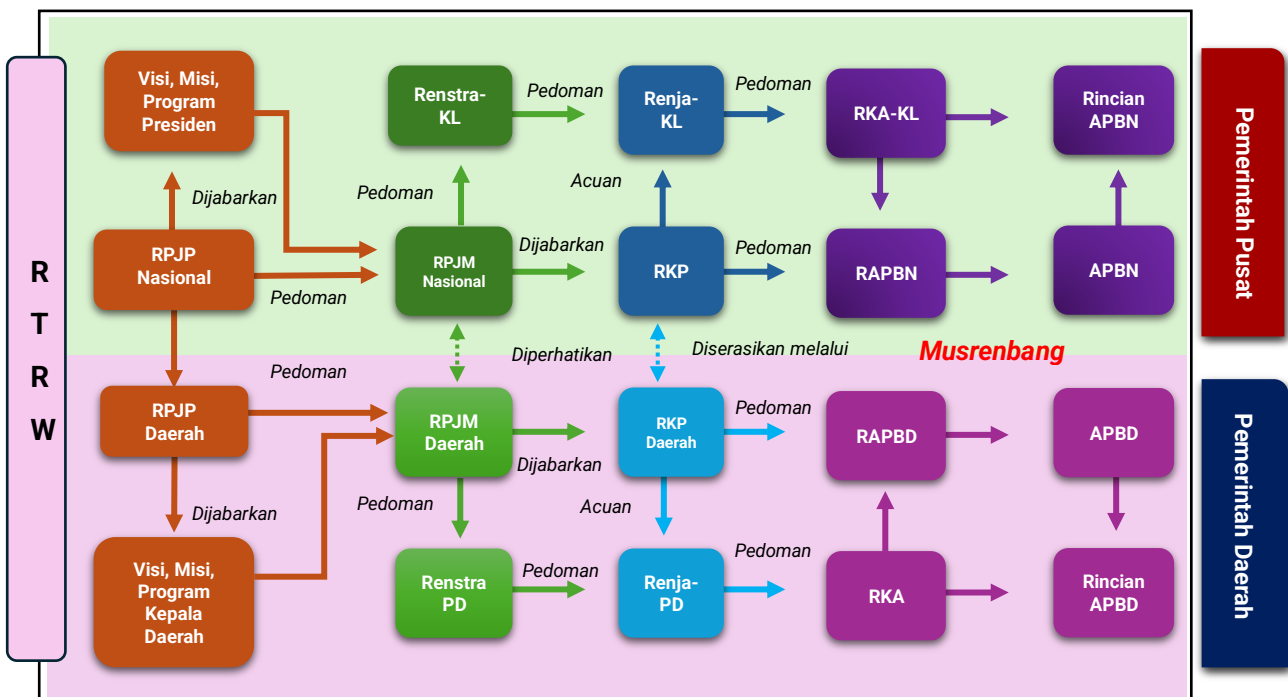 R
T
R
W
Visi, Misi,
Program
Presiden
Renstra-
KL
Pedoman
Renja-
KL
Pedoman
RKA-KL
Rincian
APBN
Dijabarkan
Pedoman
Acuan
RPJP
Nasional
Pedoman
RPJM
Nasional
Dijabarkan
RKP
Pedoman
RAPBN
APBN
Pemerintah Pusat
Diperhatikan
Diserasikan melalui
Musrenbang
Pedoman
RPJP
Daerah
RPJM
Daerah
Dijabarkan
RKP
Daerah
Pedoman
RAPBD
APBD
Dijabarkan
Pedoman
Acuan
Visi, Misi,
Program
Kepala
Daerah
Renstra
PD
Pedoman
Renja-
PD
Pedoman
RKA
Rincian
APBD
Pemerintah Daerah